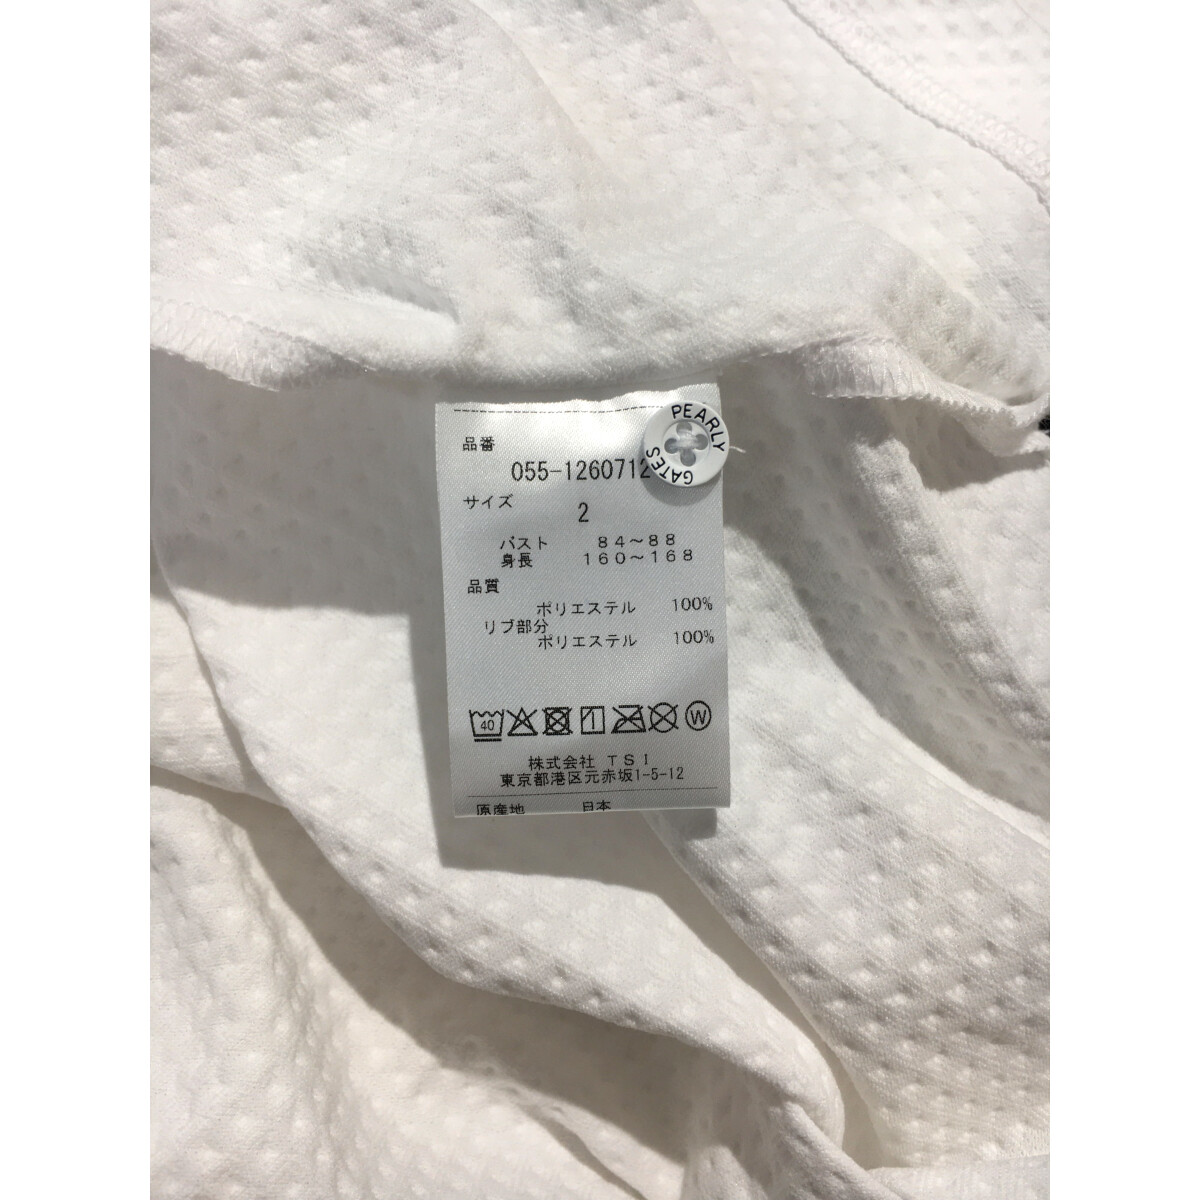 PEARLY GATES
品番
055-1260712
サイズ
2
バスト 84～88
身長 160～168
品質
ポリエステル 100%
リブ部分
ポリエステル 100%
40
W
株式会社 TSI
東京都港区元赤坂1-5-12
原産地 日本